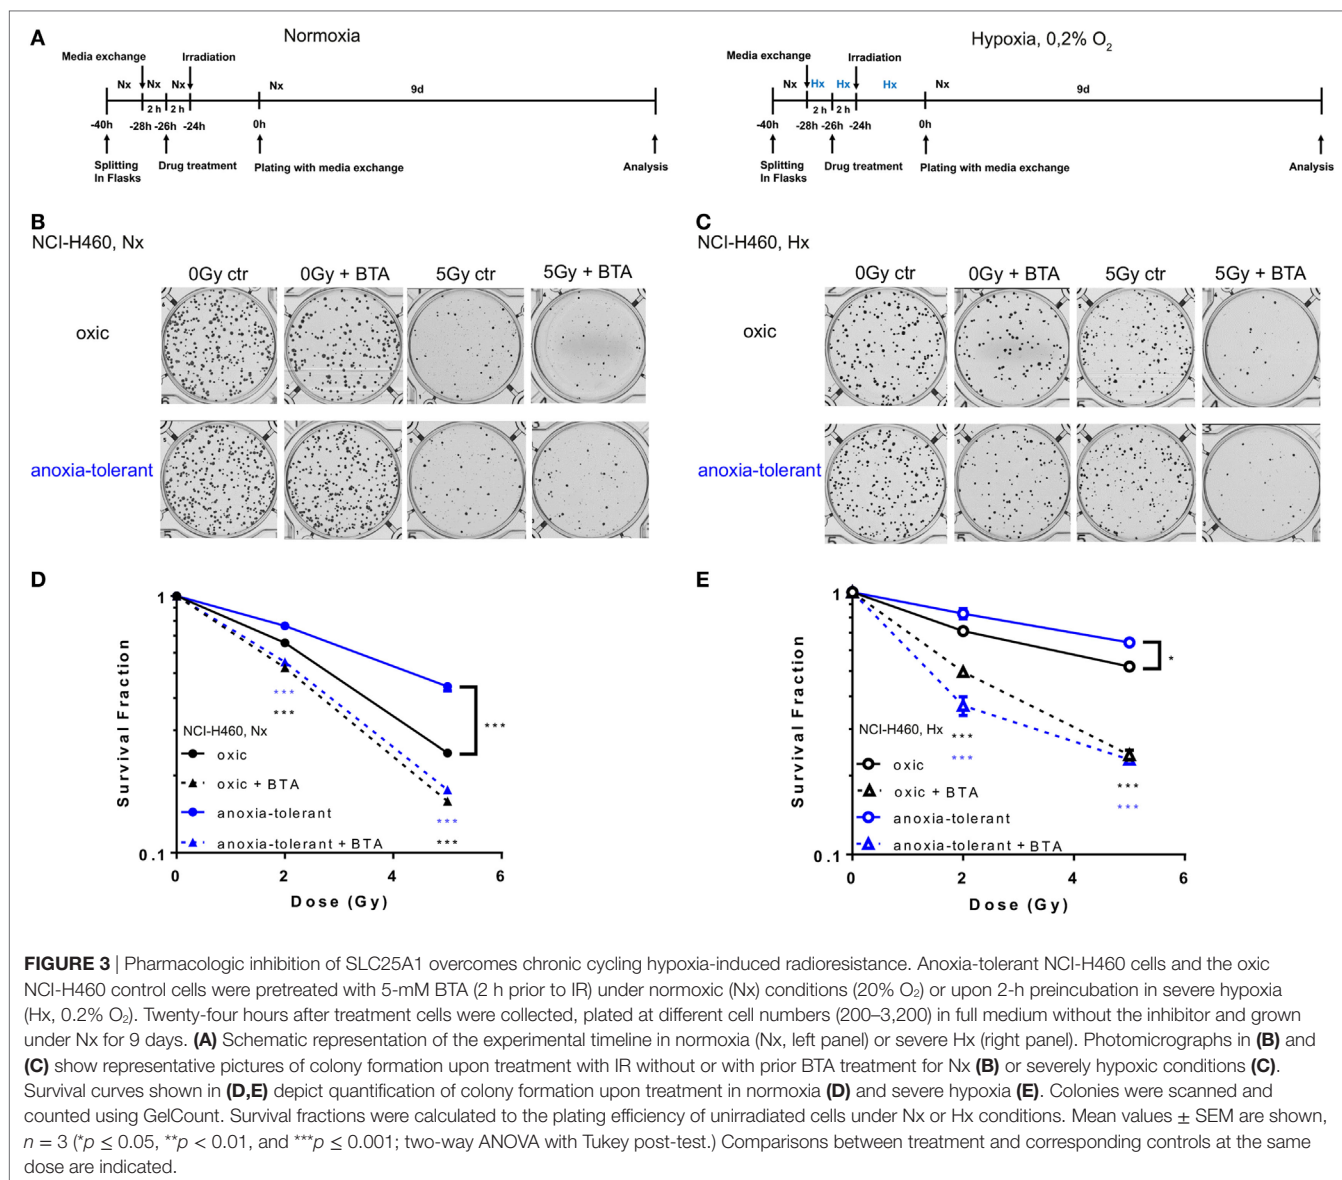 A
Normoxia
Hypoxia, 0,2% O₂
Media exchange
Irradiation
Nx
Nx
Nx
Nx
9d
2 h
2 h
-40h
-28h
-26h
-24h
0h
Splitting
In Flasks
Drug treatment
Plating with media exchange
Analysis
Media exchange
Irradiation
Nx
Hx
Hx
Hx
Nx
9d
2 h
2 h
-40h
-28h
-26h
-24h
0h
Splitting
In Flasks
Drug treatment
Plating with media exchange
Analysis
B
NCI-H460, Nx
0Gy ctr
0Gy + BTA
5Gy ctr
5Gy + BTA
oxic
anoxia-tolerant
C
NCI-H460, Hx
0Gy ctr
0Gy + BTA
5Gy ctr
5Gy + BTA
oxic
anoxia-tolerant
D
Survival Fraction
1
0.1
0
2
4
6
Dose (Gy)
NCI-H460, Nx
oxic
oxic + BTA
anoxia-tolerant
anoxia-tolerant + BTA
***
***
***
***
***
E
Survival Fraction
1
0.1
0
2
4
6
Dose (Gy)
NCI-H460, Hx
oxic
oxic + BTA
anoxia-tolerant
anoxia-tolerant + BTA
*
***
***
***
***
FIGURE 3 | Pharmacologic inhibition of SLC25A1 overcomes chronic cycling hypoxia-induced radioresistance. Anoxia-tolerant NCI-H460 cells and the oxic
NCI-H460 control cells were pretreated with 5-mM BTA (2 h prior to IR) under normoxic (Nx) conditions (20% O₂) or upon 2-h preincubation in severe hypoxia
(Hx, 0.2% O₂). Twenty-four hours after treatment cells were collected, plated at different cell numbers (200–3,200) in full medium without the inhibitor and grown
under Nx for 9 days. (A) Schematic representation of the experimental timeline in normoxia (Nx, left panel) or severe Hx (right panel). Photomicrographs in (B) and
(C) show representative pictures of colony formation upon treatment with IR without or with prior BTA treatment for Nx (B) or severely hypoxic conditions (C).
Survival curves shown in (D,E) depict quantification of colony formation upon treatment in normoxia (D) and severe hypoxia (E). Colonies were scanned and
counted using GelCount. Survival fractions were calculated to the plating efficiency of unirradiated cells under Nx or Hx conditions. Mean values ± SEM are shown,
n = 3 (*p ≤ 0.05, **p < 0.01, and ***p ≤ 0.001; two-way ANOVA with Tukey post-test.) Comparisons between treatment and corresponding controls at the same
dose are indicated.